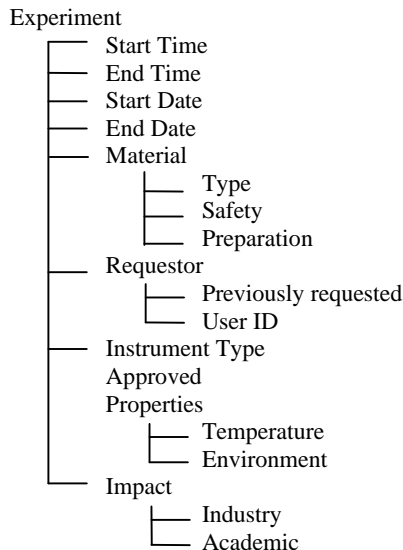 Experiment
Start Time
End Time
Start Date
End Date
Material
Type
Safety
Preparation
Requestor
Previously requested
User ID
Instrument Type
Approved
Properties
Temperature
Environment
Impact
Industry
Academic